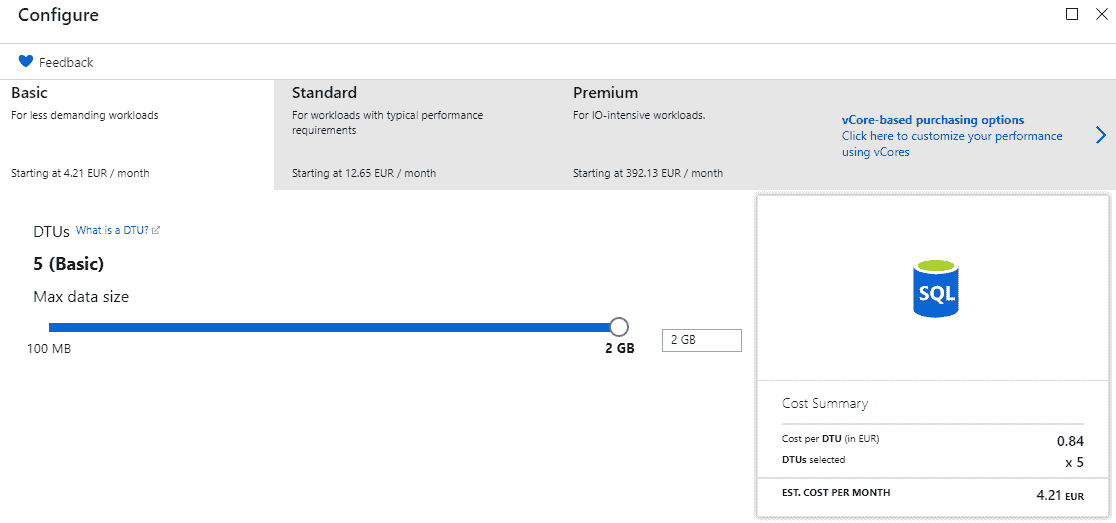 Configure
Feedback
Basic
For less demanding workloads
Starting at 4.21 EUR / month
Standard
For workloads with typical performance
requirements
Starting at 12.65 EUR / month
Premium
For IO-intensive workloads.
Starting at 392.13 EUR / month
vCore-based purchasing options
Click here to customize your performance
using vCores
DTUs What is a DTU?
5 (Basic)
Max data size
100 MB
2 GB
2 GB
SQL
Cost Summary
Cost per DTU (in EUR) 0.84
DTUs selected x 5
EST. COST PER MONTH 4.21 EUR